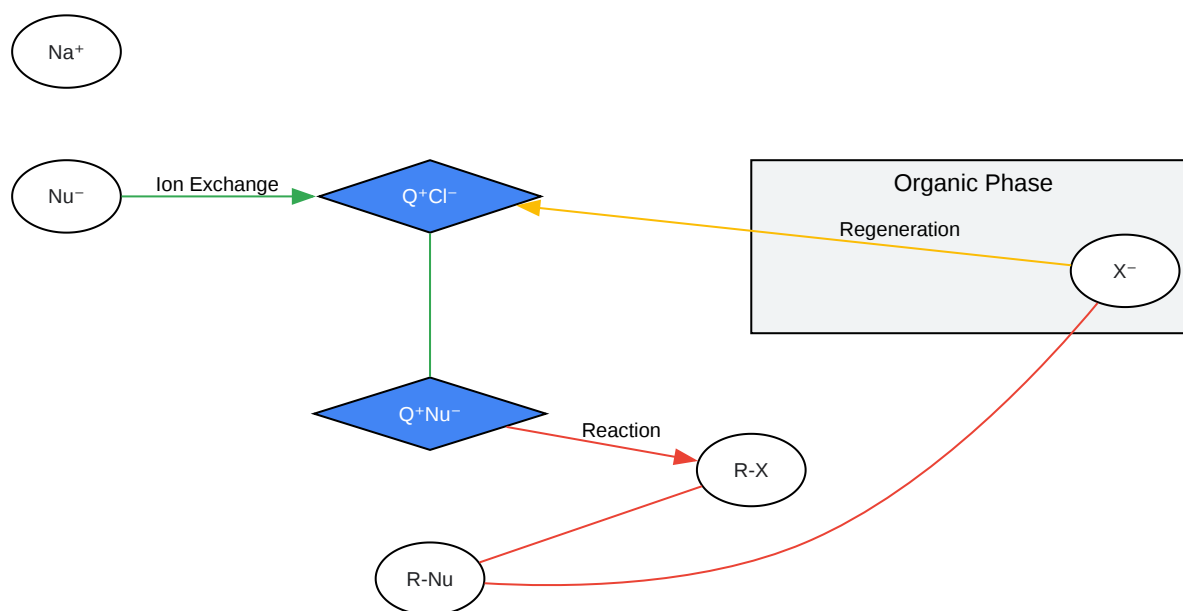 Na⁺
Nu⁻
Ion Exchange
Q⁺Cl⁻
Organic Phase
Regeneration
X⁻
Q⁺Nu⁻
Reaction
R-X
R-Nu